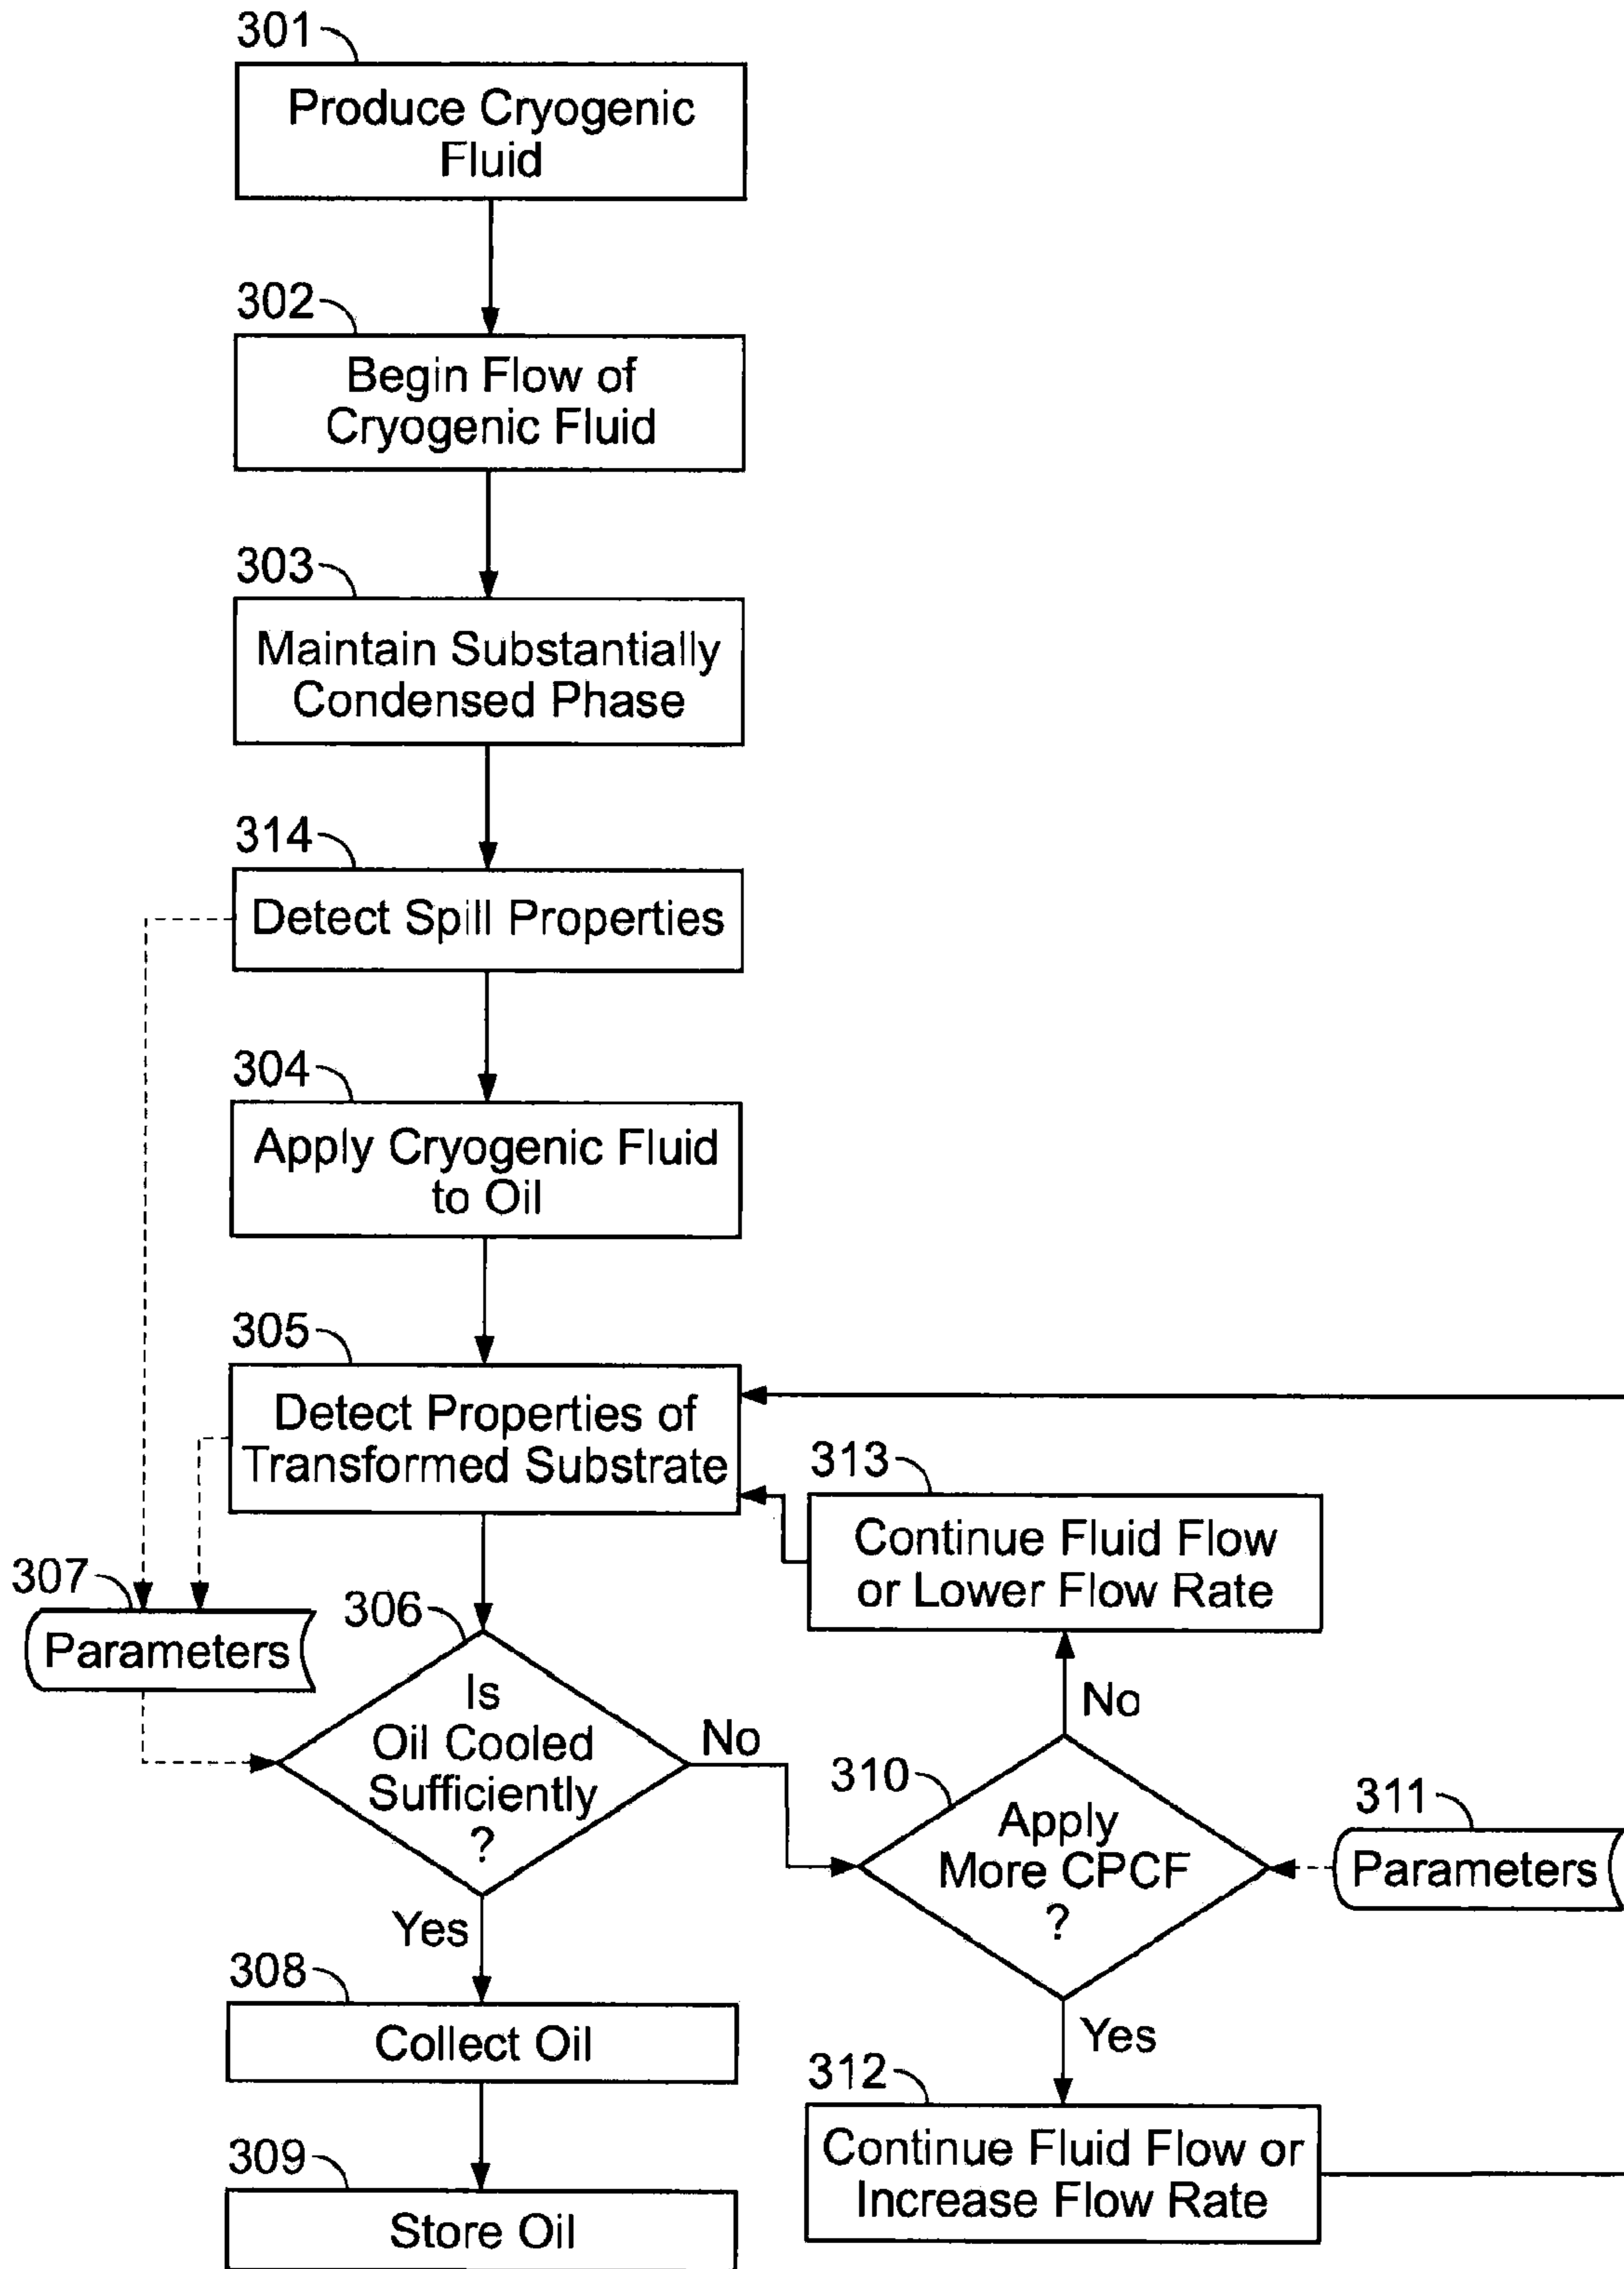 301
Produce Cryogenic
Fluid
302
Begin Flow of
Cryogenic Fluid
303
Maintain Substantially
Condensed Phase
314
Detect Spill Properties
304
Apply Cryogenic Fluid
to Oil
305
Detect Properties of
Transformed Substrate
313
Continue Fluid Flow
or Lower Flow Rate
307
Parameters
306
Is
Oil Cooled
Sufficiently
?
No
No
310
Apply
More CPCF
?
311
Parameters
Yes
308
Collect Oil
Yes
312
Continue Fluid Flow or
Increase Flow Rate
309
Store Oil